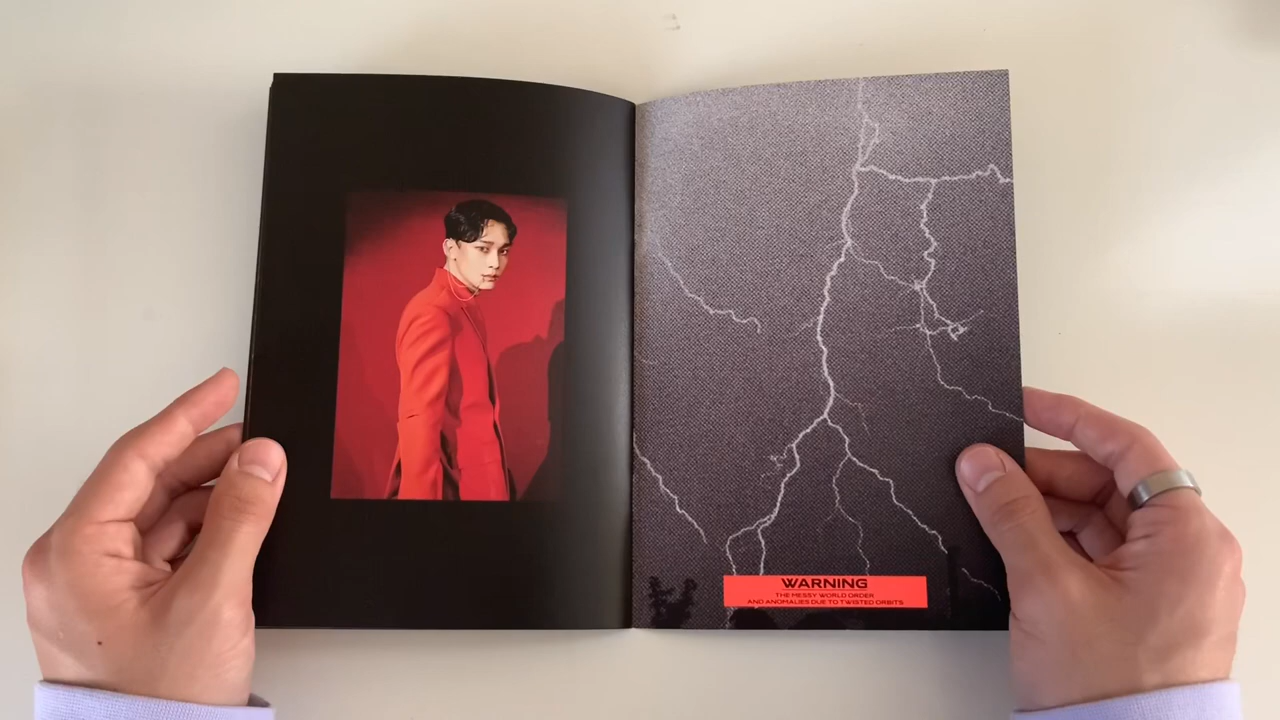 WARNING
THE MESSY WORLD ORDER
AND ANOMALIES DUE TO TWISTED ORBITS